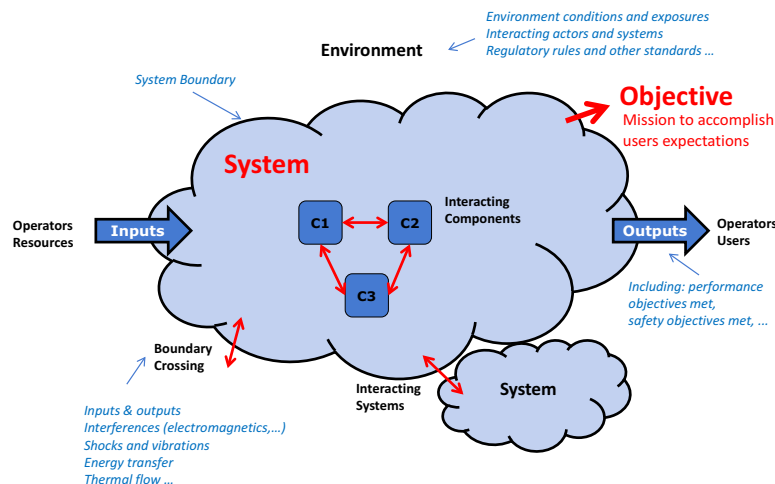 Environment conditions and exposures
Interacting actors and systems
Regulatory rules and other standards ...
Environment
System Boundary
Objective
Mission to accomplish
users expectations
System
Interacting
Components
C1
C2
C3
Operators
Resources
Inputs
Outputs
Operators
Users
Including: performance
objectives met,
safety objectives met, ...
Boundary
Crossing
Interacting
Systems
System
Inputs & outputs
Interferences (electromagnetics,...)
Shocks and vibrations
Energy transfer
Thermal flow ...